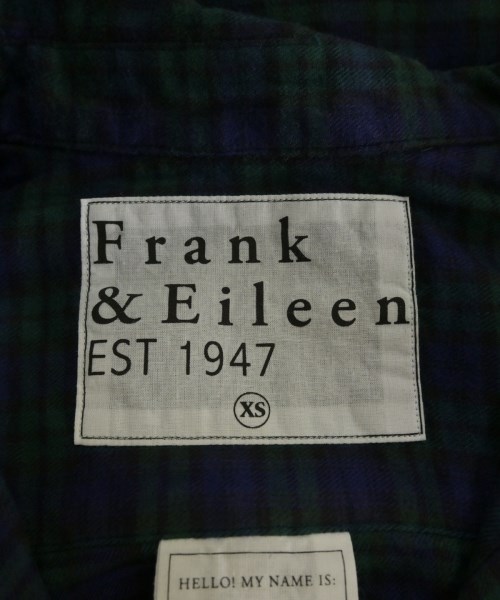 Frank
& Eileen
EST 1947
XS
HELLO! MY NAME IS: